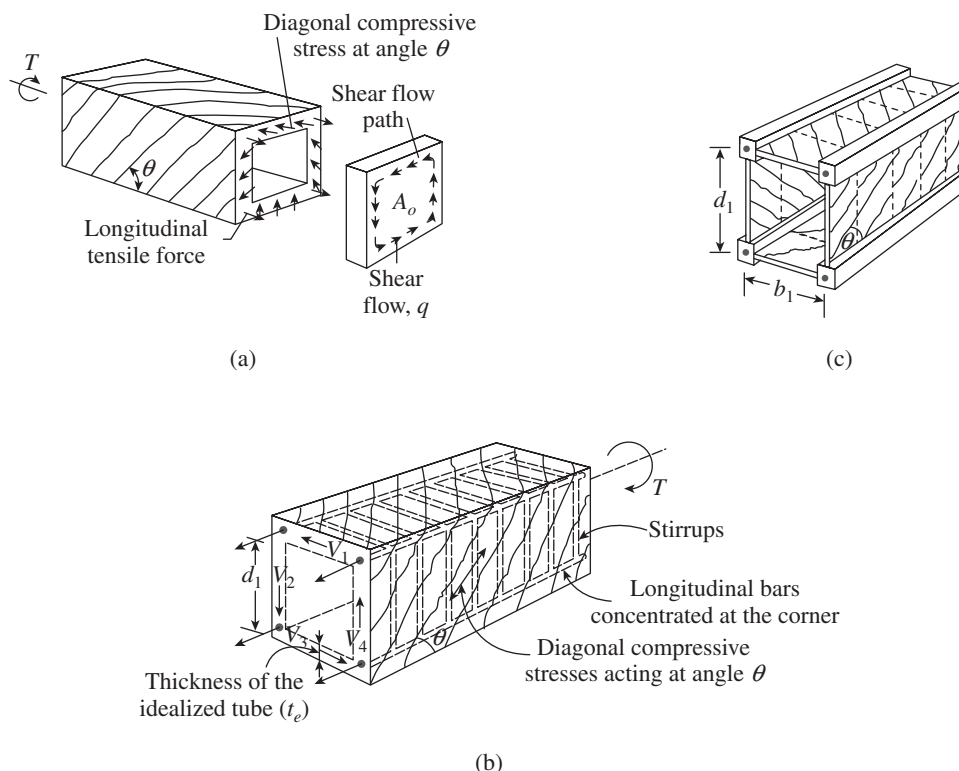 Diagonal compressive
stress at angle θ
T
Shear flow
path
θ
A_o
Longitudinal
tensile force
Shear
flow, q
(a)
d_1
θ
b_1
(c)
T
Stirrups
V_1
d_1
V_2
Longitudinal bars
concentrated at the corner
V_3
V_4
θ
Diagonal compressive
stresses acting at angle θ
Thickness of the
idealized tube (t_e)
(b)